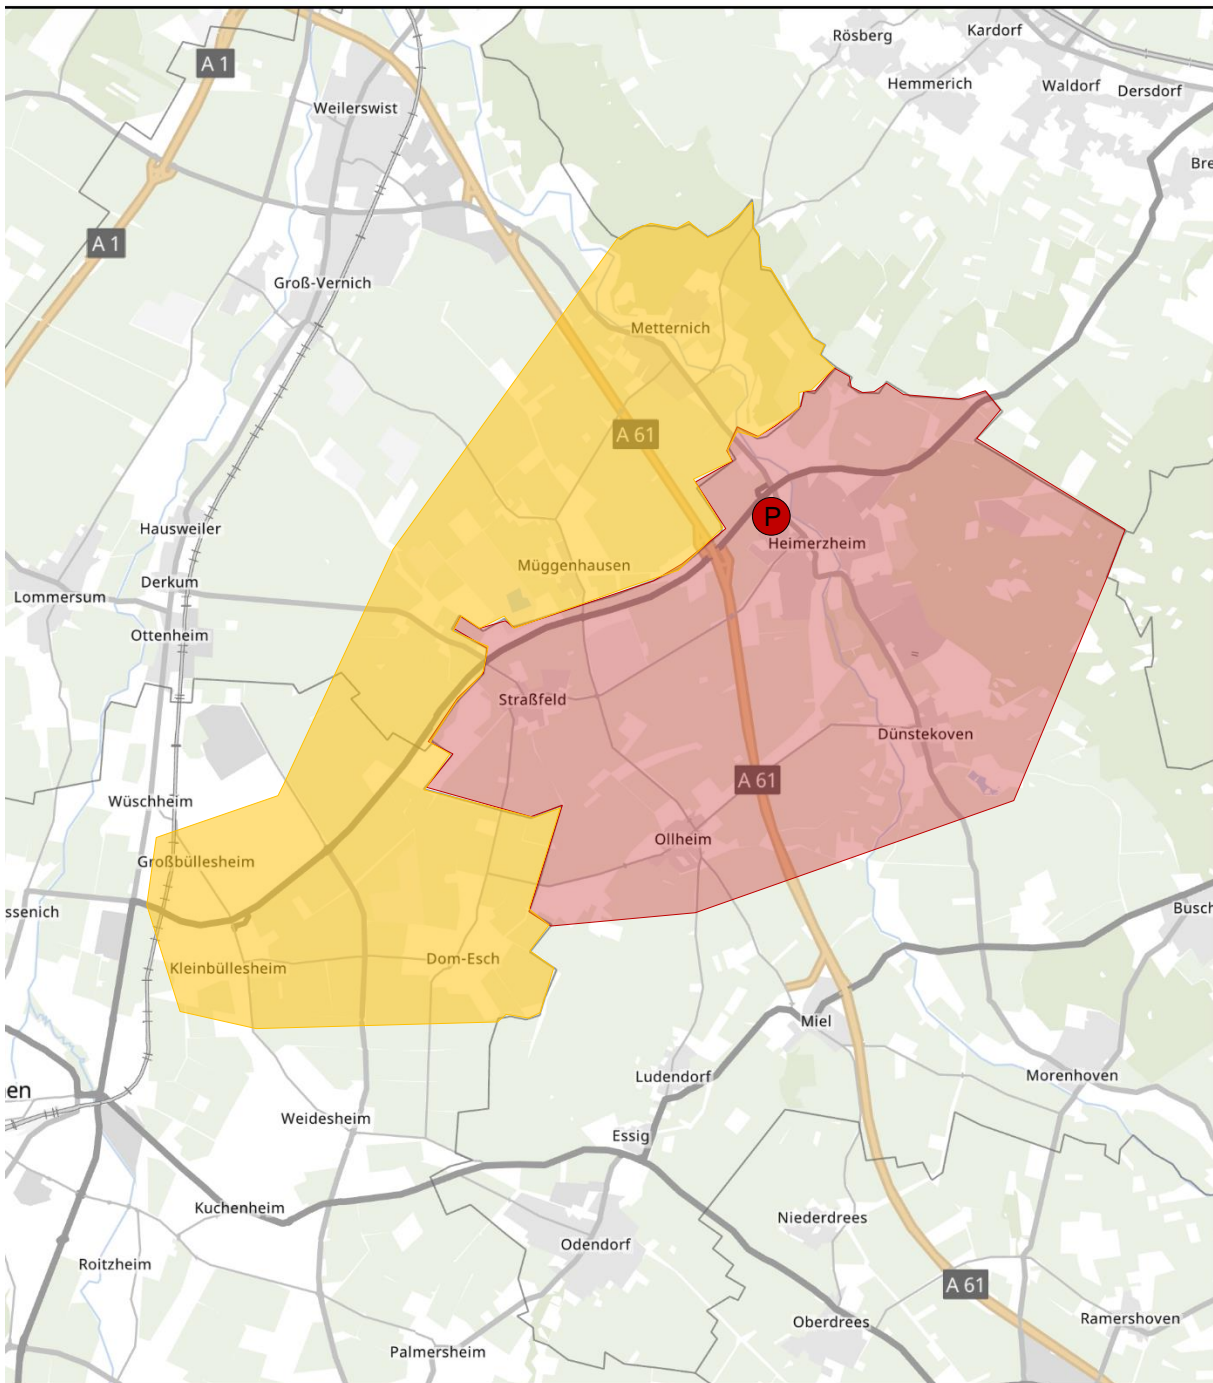 Rösberg
Kardorf
A 1
Hemmerich
Waldorf
Dersdorf
Weilerswist
Bre
A 1
Groß-Vernich
Metternich
A 61
P
Hausweiler
Heimerzheim
Müggenhausen
Derkum
Lommersum
Ottenheim
Straßfeld
Dünstekoven
A 61
Wüschheim
Ollheim
Großbüllesheim
ssenich
Busch
Dom-Esch
Kleinbüllesheim
Miel
Ludendorf
Morenhoven
en
Weidesheim
Essig
Kuchenheim
Niederdrees
Odendorf
Roitzheim
A 61
Oberdrees
Ramershoven
Palmersheim